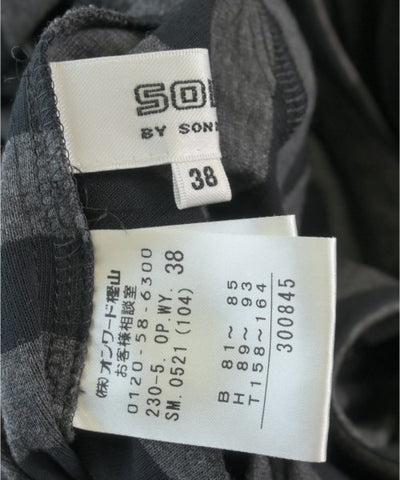 BY SON
38
(株)オンワード樫山
お客様相談室
0120-58-6300
230-5. OP.WY. 38
SM. 0521 (104)
B 81～ 85
H 89～ 93
T 158～164
300845